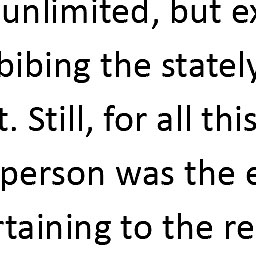 unlimited, but ex
bibing the stately
t. Still, for all this
person was the e
rtaining to the re